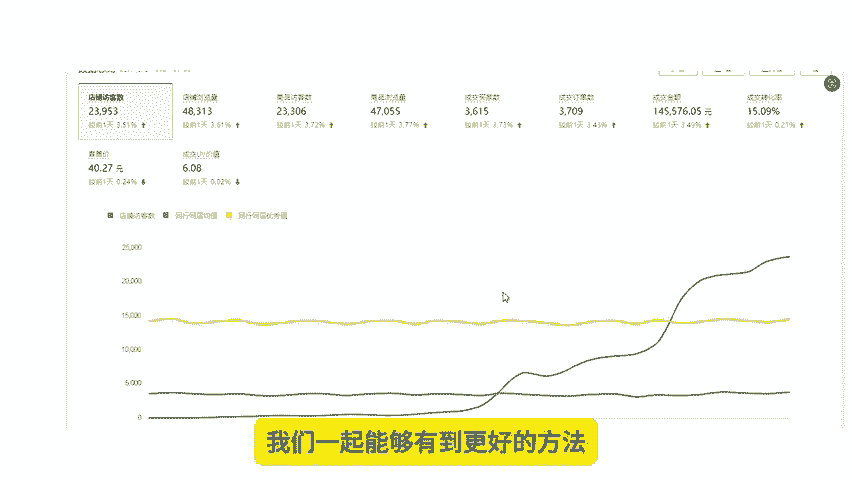 店铺访客数 店铺浏览量 商品访客数 商品浏览量 成交买家数 成交订单数 成交金额 成交转化率
23,953 48,313 23,306 47,055 3,615 3,709 145,576.05 元 15.09%
较前1天 3.51% 较前1天 3.61% 较前1天 3.72% 较前1天 3.77% 较前1天 3.73% 较前1天 3.43% 较前1天 3.49% 较前1天 0.21%
客单价 成交UV价值
40.27 元 6.08
较前1天 0.24% 较前1天 0.02%
店铺访客数 同行同层均值 同行同层优秀值
25,000
20,000
15,000
10,000
5,000
0
我们一起能够有到更好的方法